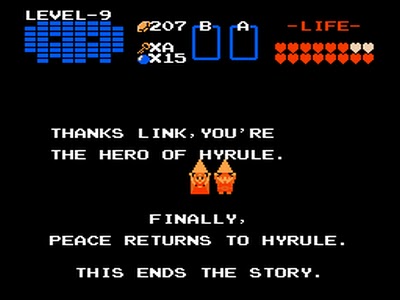 LEVEL-9
207 B A -LIFE-
XA
X15
THANKS LINK,YOU'RE
THE HERO OF HYRULE.
FINALLY,
PEACE RETURNS TO HYRULE.
THIS ENDS THE STORY.